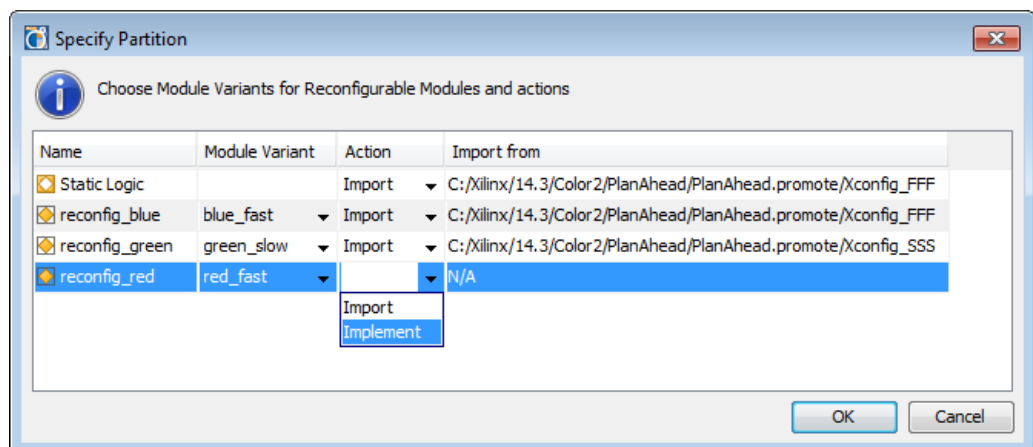 Specify Partition
Choose Module Variants for Reconfigurable Modules and actions
Name Module Variant Action Import from
Static Logic Import C:/Xilinx/14.3/Color2/PlanAhead/PlanAhead.promote/Xconfig_FFF
reconfig_blue blue_fast Import C:/Xilinx/14.3/Color2/PlanAhead/PlanAhead.promote/Xconfig_FFF
reconfig_green green_slow Import C:/Xilinx/14.3/Color2/PlanAhead/PlanAhead.promote/Xconfig_SSS
reconfig_red red_fast N/A
Import
Implement
OK Cancel